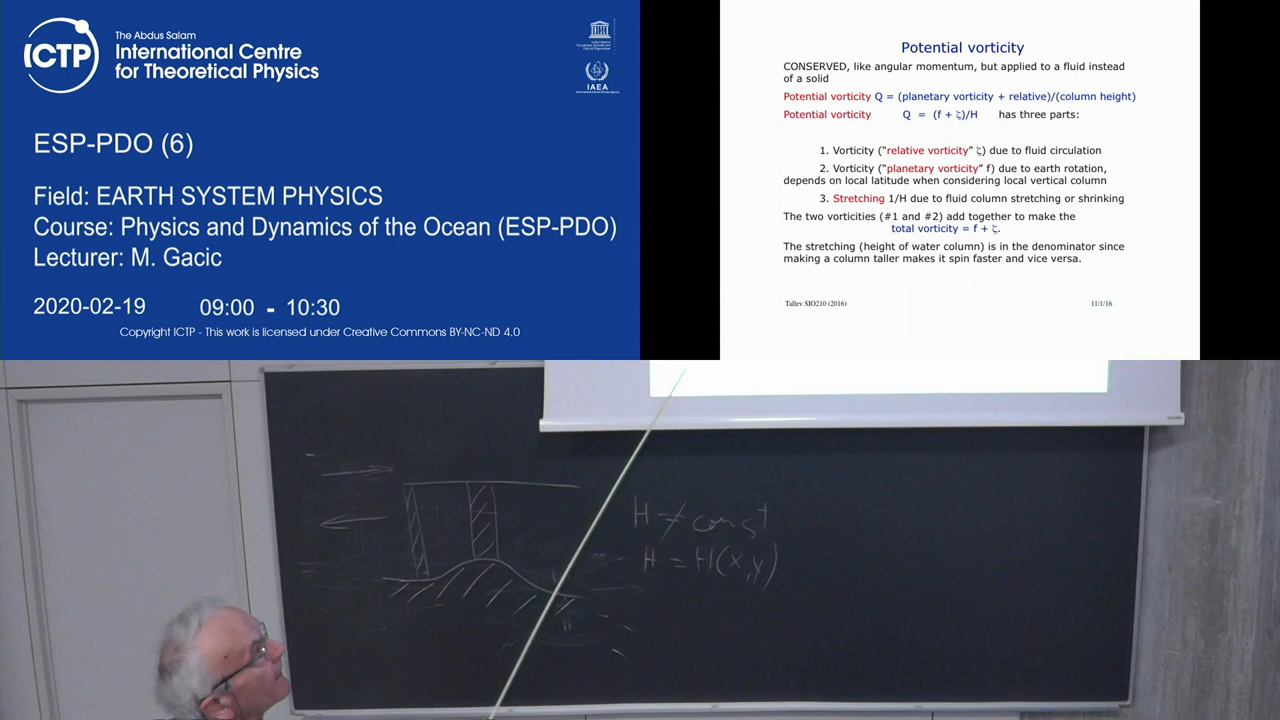 ICTP
The Abdus Salam
International Centre
for Theoretical Physics
IAEA
ESP-PDO (6)
Field: EARTH SYSTEM PHYSICS
Course: Physics and Dynamics of the Ocean (ESP-PDO)
Lecturer: M. Gacic
2020-02-19 09:00 - 10:30
Copyright ICTP - This work is licensed under Creative Commons BY-NC-ND 4.0
Potential vorticity
CONSERVED, like angular momentum, but applied to a fluid instead
of a solid
Potential vorticity Q = (planetary vorticity + relative)/(column height)
Potential vorticity Q = (f + ζ)/H has three parts:
1. Vorticity (“relative vorticity” ζ) due to fluid circulation
2. Vorticity (“planetary vorticity” f) due to earth rotation,
depends on local latitude when considering local vertical column
3. Stretching 1/H due to fluid column stretching or shrinking
The two vorticities (#1 and #2) add together to make the
total vorticity = f + ζ.
The stretching (height of water column) is in the denominator since
making a column taller makes it spin faster and vice versa.
Talley SIO210 (2016) 11/1/16
H ≠ const
H = H(x,y)